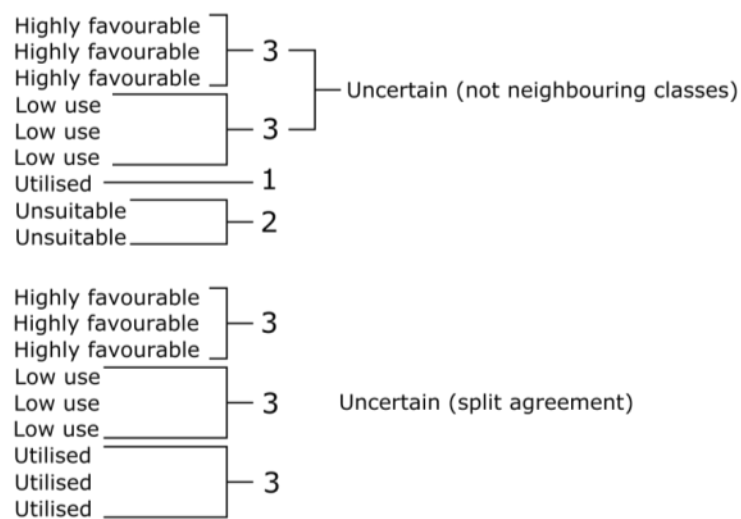 Highly favourable
Highly favourable
Highly favourable
3
Low use
Low use
Low use
3
Uncertain (not neighbouring classes)
Utilised
1
Unsuitable
Unsuitable
2
Highly favourable
Highly favourable
Highly favourable
3
Low use
Low use
Low use
3
Uncertain (split agreement)
Utilised
Utilised
Utilised
3